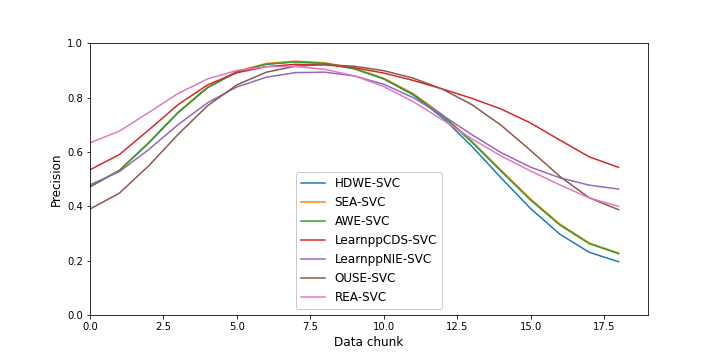 1.0
0.8
0.6
0.4
0.2
0.0
Precision
HDWE-SVC
SEA-SVC
AWE-SVC
LearnppCDS-SVC
LearnppNIE-SVC
OUSE-SVC
REA-SVC
0.0 2.5 5.0 7.5 10.0 12.5 15.0 17.5
Data chunk